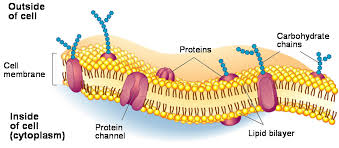 Outside
of cell
Cell
membrane
Inside
of cell
(cytoplasm)
Proteins
Carbohydrate
chains
Protein
channel
Lipid bilayer